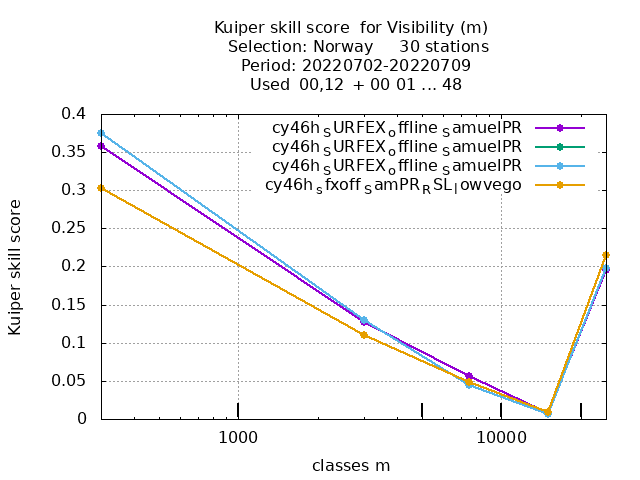 Kuiper skill score  for Visibility (m)
Selection: Norway     30 stations
Period: 20220702-20220709
Used  00,12  + 00 01 ... 48
cy46h_SURFEX_offline_SamuelPR
cy46h_SURFEX_offline_SamuelPR
cy46h_SURFEX_offline_SamuelPR
cy46h_sfxoff_SamPR_RSL_lowvego
Kuiper skill score
0.4
0.35
0.3
0.25
0.2
0.15
0.1
0.05
0
1000
10000
classes m